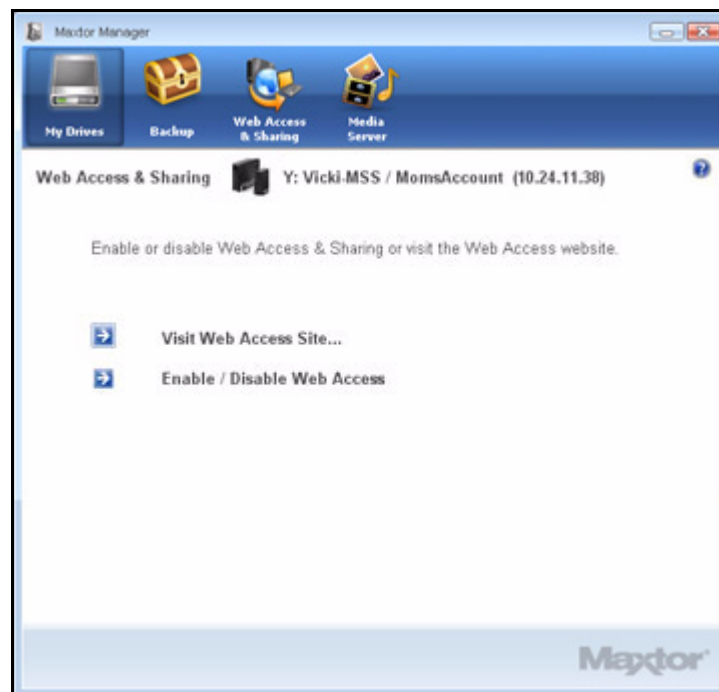 Maxtor Manager
My Drives
Backup
Web Access
& Sharing
Media
Server
Web Access & Sharing Y: Vicki-MSS / MomsAccount (10.24.11.38) ?
Enable or disable Web Access & Sharing or visit the Web Access website.
Visit Web Access Site...
Enable / Disable Web Access
Maxtor